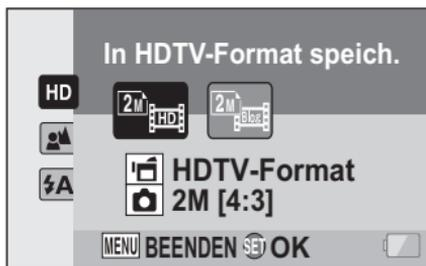 In HDTV-Format speich.
HD
2M HD
2M Blog
⚡A
HDTV-Format
2M [4:3]
MENU BEENDEN SET OK